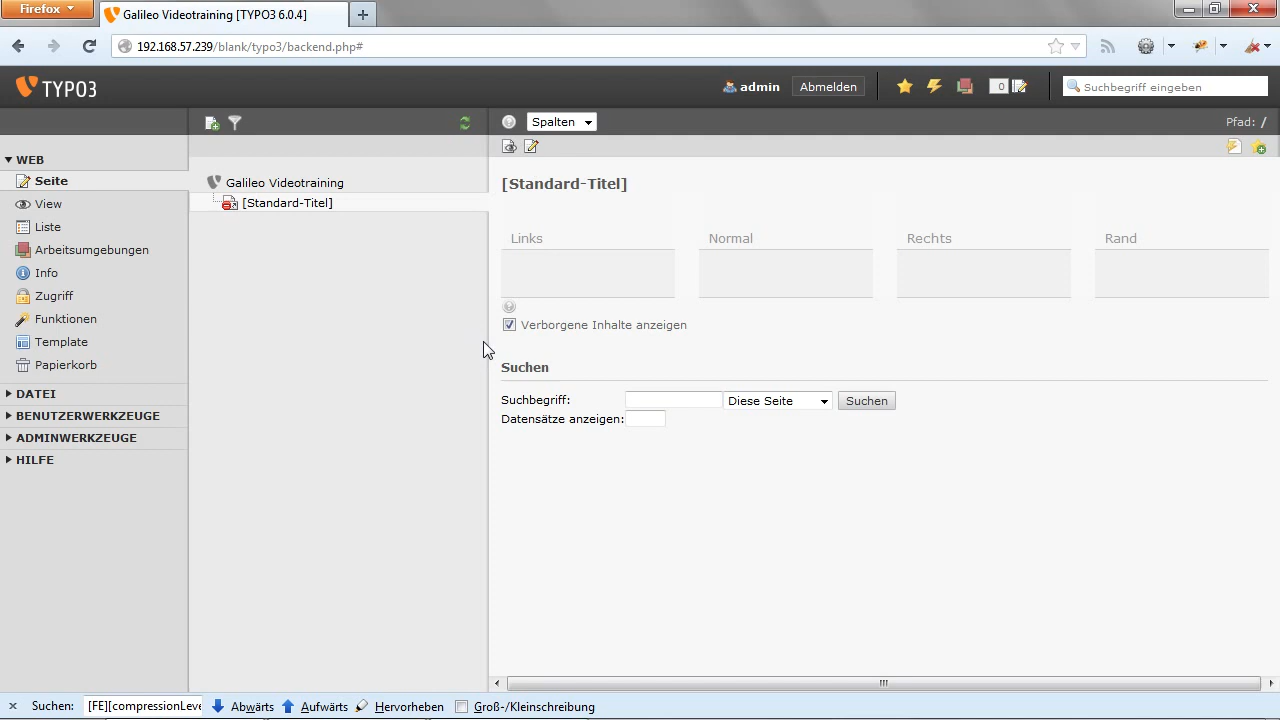 Firefox
Galileo Videotraining [TYPO3 6.0.4]
192.168.57.239/blank/typo3/backend.php#
TYPO3
admin
Abmelden
0
Suchbegriff eingeben
Spalten
Pfad: /
WEB
Seite
View
Liste
Arbeitsumgebungen
Info
Zugriff
Funktionen
Template
Papierkorb
DATEI
BENUTZERWERKZEUGE
ADMINWERKZEUGE
HILFE
Galileo Videotraining
[Standard-Titel]
[Standard-Titel]
Links
Normal
Rechts
Rand
Verborgene Inhalte anzeigen
Suchen
Suchbegriff:
Diese Seite
Suchen
Datensätze anzeigen:
Suchen:
[FE][compressionLeve
Abwärts
Aufwärts
Hervorheben
Groß-/Kleinschreibung